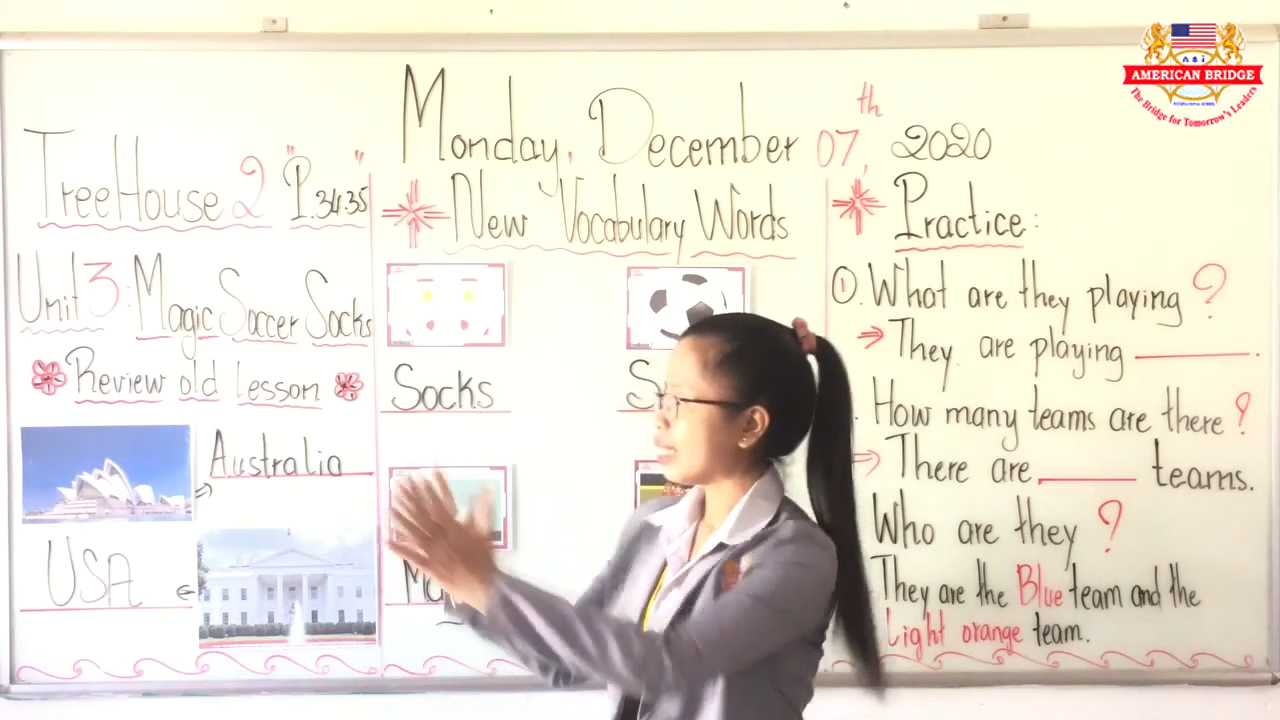 AMERICAN BRIDGE
The Bridge for Tomorrow's Leaders
Monday, December 07th, 2020
TreeHouse 2 "P.34-35"
Unit 3: Magic Soccer Socks
Review old Lesson
Australia
USA
New Vocabulary Words
Socks
Practice:
①. What are they playing?
⇒ They are playing ________.
How many teams are there?
⇒ There are ______ teams.
Who are they?
They are the Blue team and the
Light orange team.